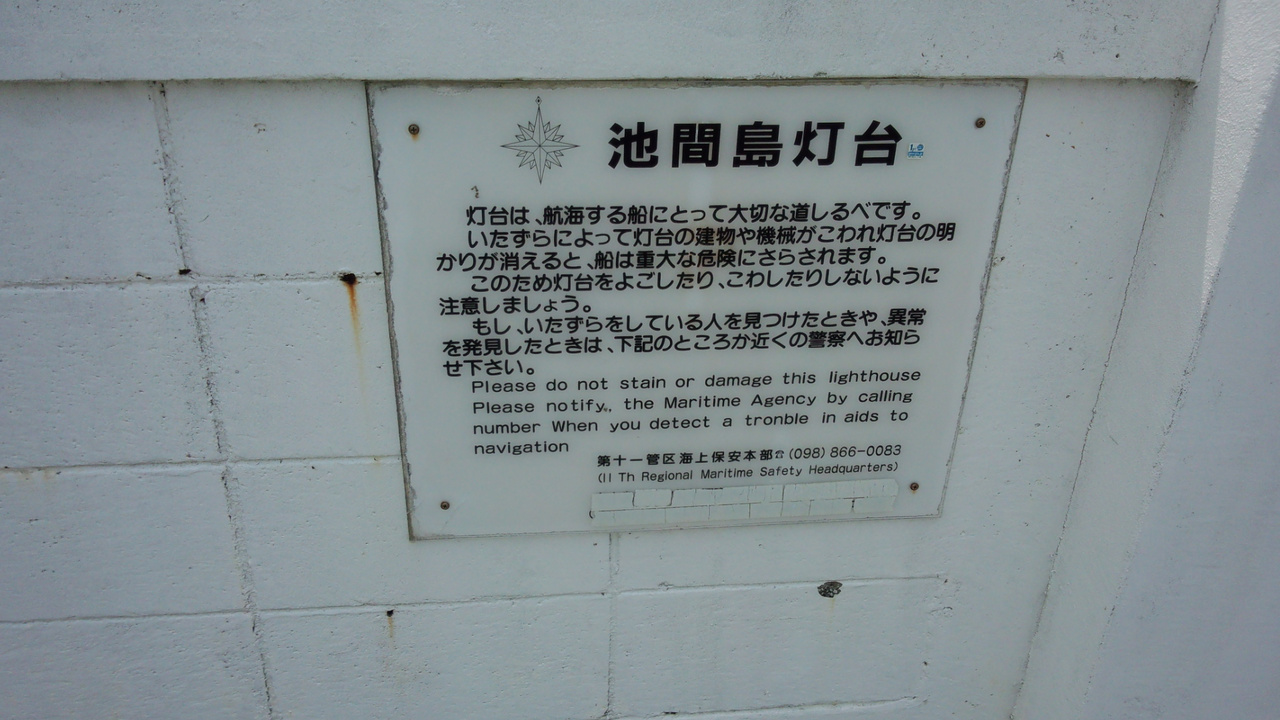 池間島灯台
灯台は、航海する船にとって大切な道しるべです。
いたずらによって灯台の建物や機械がこわれ灯台の明
かりが消えると、船は重大な危険にさらされます。
このため灯台をよごしたり、こわしたりしないように
注意しましょう。
もし、いたずらをしている人を見つけたときや、異常
を発見したときは、下記のところか近くの警察へお知ら
せ下さい。
Please do not stain or damage this lighthouse
Please notify., the Maritime Agency by calling
number When you detect a tronble in aids to
navigation
第十一管区海上保安本部☎(098)866-0083
(11 Th Regional Maritime Safety Headquarters)